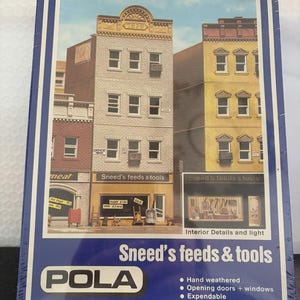 Sneed's feeds & tools
Interior Details and light
Sneed's feeds & tools
POLA
• Hand weathered
• Opening doors + windows
• Expendable